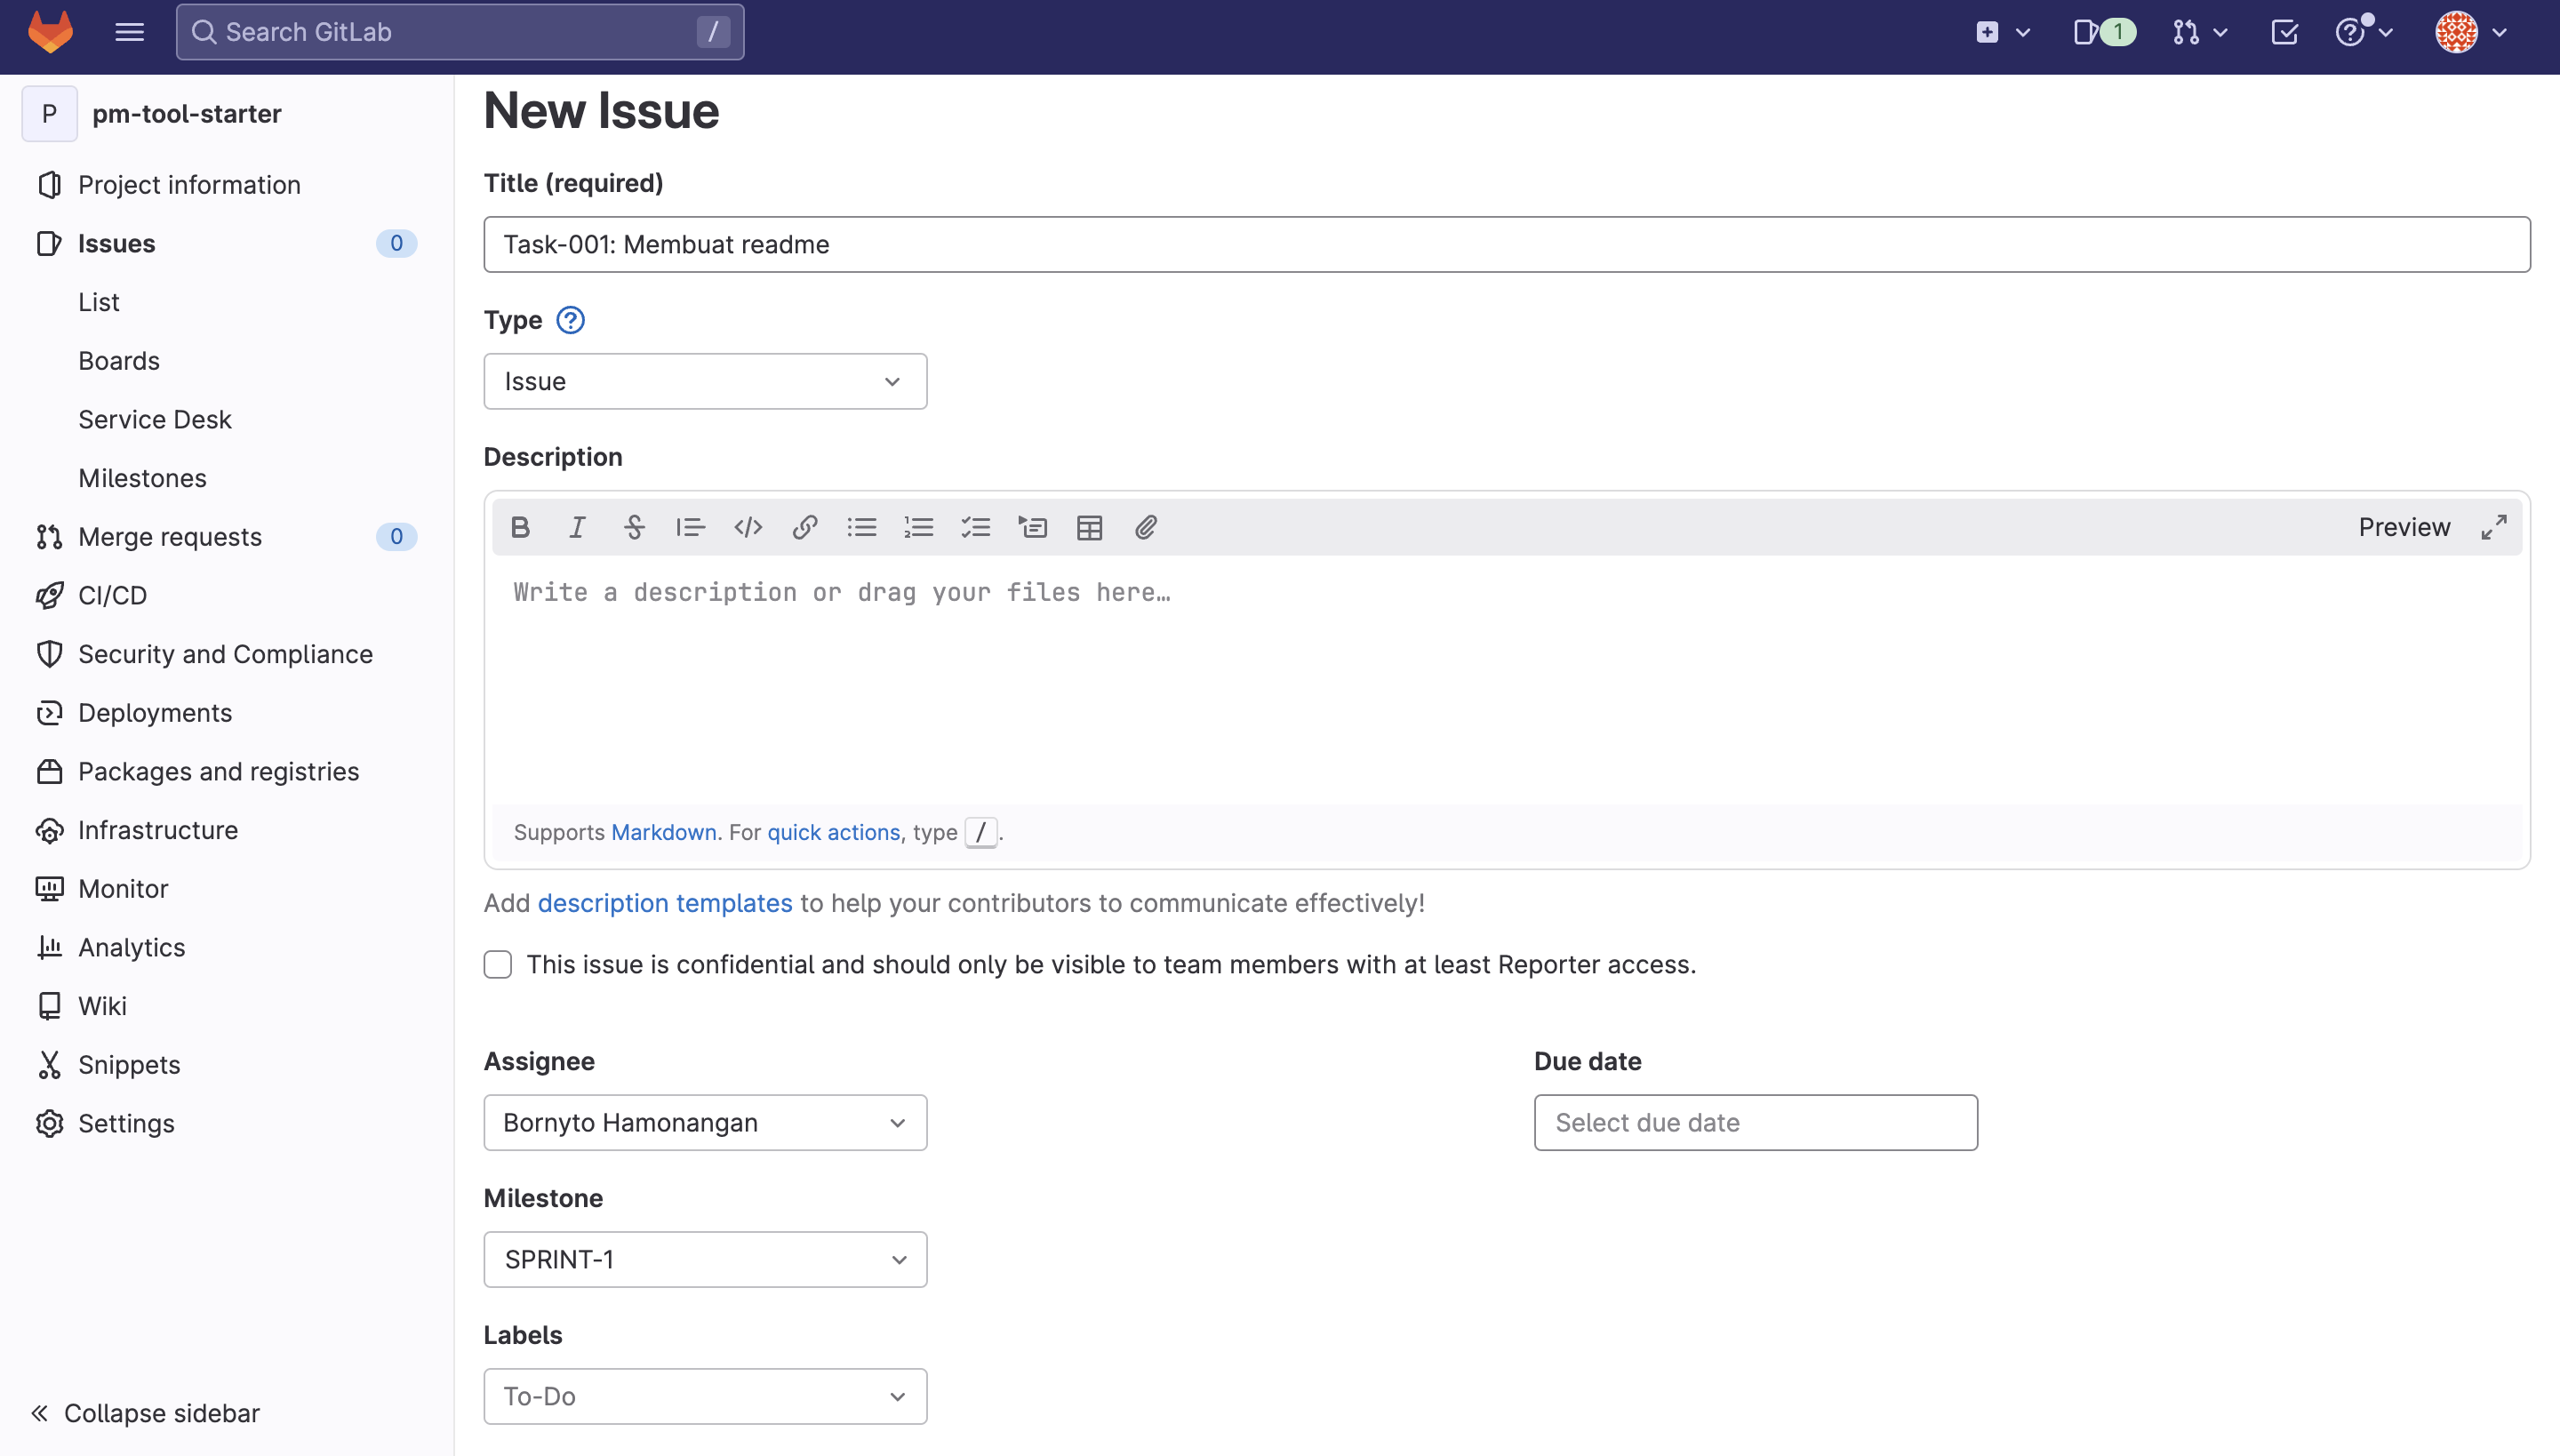 Search GitLab
/
1
P
pm-tool-starter
Project information
Issues
0
List
Boards
Service Desk
Milestones
Merge requests
0
CI/CD
Security and Compliance
Deployments
Packages and registries
Infrastructure
Monitor
Analytics
Wiki
Snippets
Settings
Collapse sidebar
New Issue
Title (required)
Task-001: Membuat readme
Type
Issue
Description
Preview
Write a description or drag your files here…
Supports Markdown. For quick actions, type /.
Add description templates to help your contributors to communicate effectively!
This issue is confidential and should only be visible to team members with at least Reporter access.
Assignee
Bornyto Hamonangan
Due date
Select due date
Milestone
SPRINT-1
Labels
To-Do